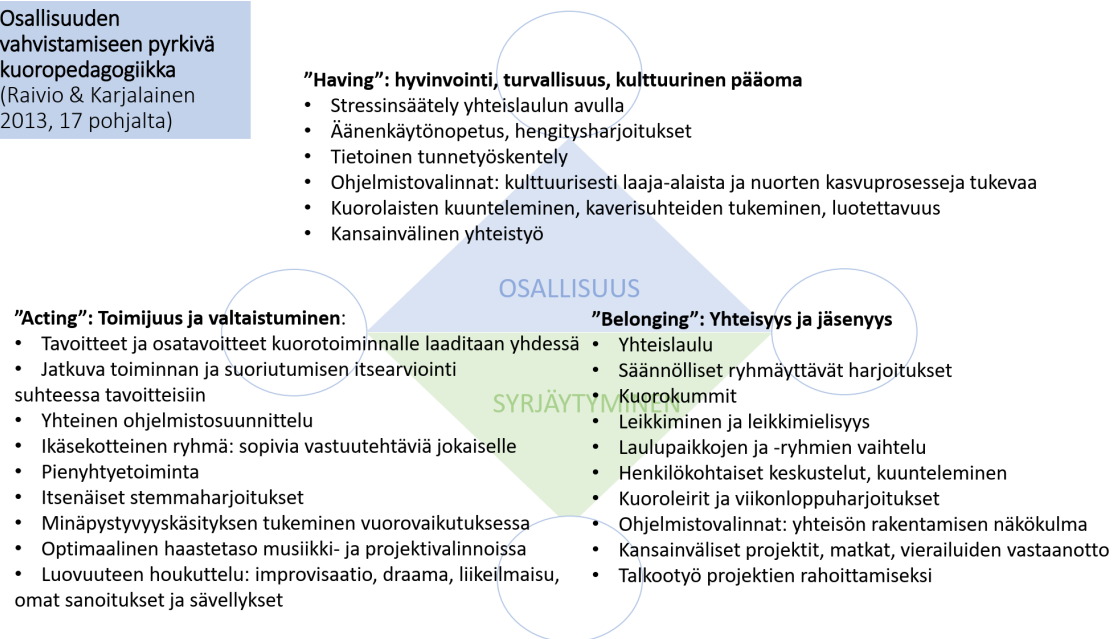 Osallisuuden
vahvistamiseen pyrkivä
kuoropedagogiikka
(Raivio & Karjalainen
2013, 17 pohjalta)
”Having”: hyvinvointi, turvallisuus, kulttuurinen pääoma
• Stressinsäätely yhteislaulun avulla
• Äänenkäytönopetus, hengitysharjoitukset
• Tietoinen tunnetyöskentely
• Ohjelmistovalinnat: kulttuurisesti laaja-alaista ja nuorten kasvuprosesseja tukevaa
• Kuorolaisten kuunteleminen, kaverisuhteiden tukeminen, luotettavuus
• Kansainvälinen yhteistyö
OSALLISUUS
SYRJÄYTYMINEN
”Acting”: Toimijuus ja valtaistuminen:
• Tavoitteet ja osatavoitteet kuorotoiminnalle laaditaan yhdessä
• Jatkuva toiminnan ja suoriutumisen itsearviointi
suhteessa tavoitteisiin
• Yhteinen ohjelmistosuunnittelu
• Ikäsekotteinen ryhmä: sopivia vastuutehtäviä jokaiselle
• Pienyhtyetoiminta
• Itsenäiset stemmaharjoitukset
• Minäpystyvyyskäsityksen tukeminen vuorovaikutuksessa
• Optimaalinen haastetaso musiikki- ja projektivalinnoissa
• Luovuuteen houkuttelu: improvisaatio, draama, liikeilmaisu,
omat sanoitukset ja sävellykset
”Belonging”: Yhteisyys ja jäsenyys
• Yhteislaulu
• Säännölliset ryhmäyttävät harjoitukset
• Kuorokummit
• Leikkiminen ja leikkimielisyys
• Laulupaikkojen ja -ryhmien vaihtelu
• Henkilökohtaiset keskustelut, kuunteleminen
• Kuoroleirit ja viikonloppuharjoitukset
• Ohjelmistovalinnat: yhteisön rakentamisen näkökulma
• Kansainväliset projektit, matkat, vierailuiden vastaanotto
• Talkootyö projektien rahoittamiseksi